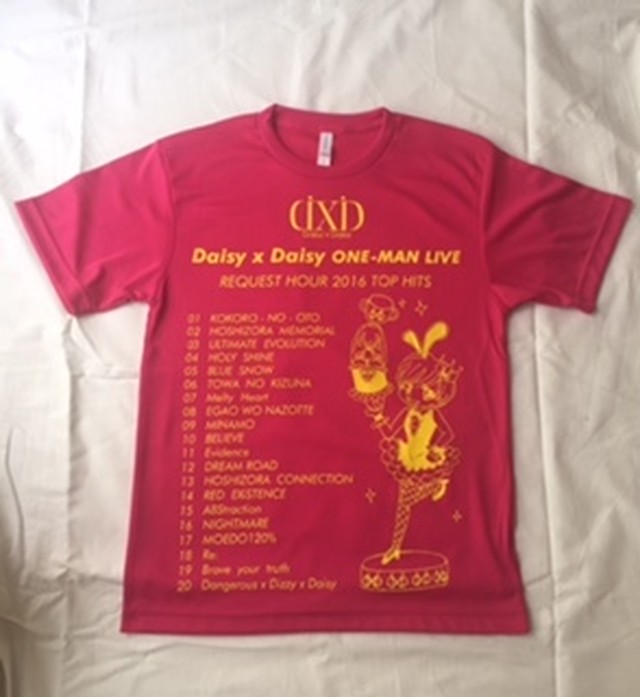 dXD
Daisy x Daisy ONE-MAN LIVE
REQUEST HOUR 2016 TOP HITS
01 KOKORO - NO - OTO
02 HOSHIZORA MEMORIAL
03 ULTIMATE EVOLUTION
04 HOLY SHINE
05 BLUE SNOW
06 TOWA NO KIZUNA
07 Melty Heart
08 EGAO WO NAZOTTE
09 MINAMO
10 BELIEVE
11 Evidence
12 DREAM ROAD
13 HOSHIZORA CONNECTION
14 RED EXISTENCE
15 ABStraction
16 NIGHTMARE
17 MOEDO120%
18 Re:
19 Brave your truth
20 Dangerous x Dizzy x Daisy